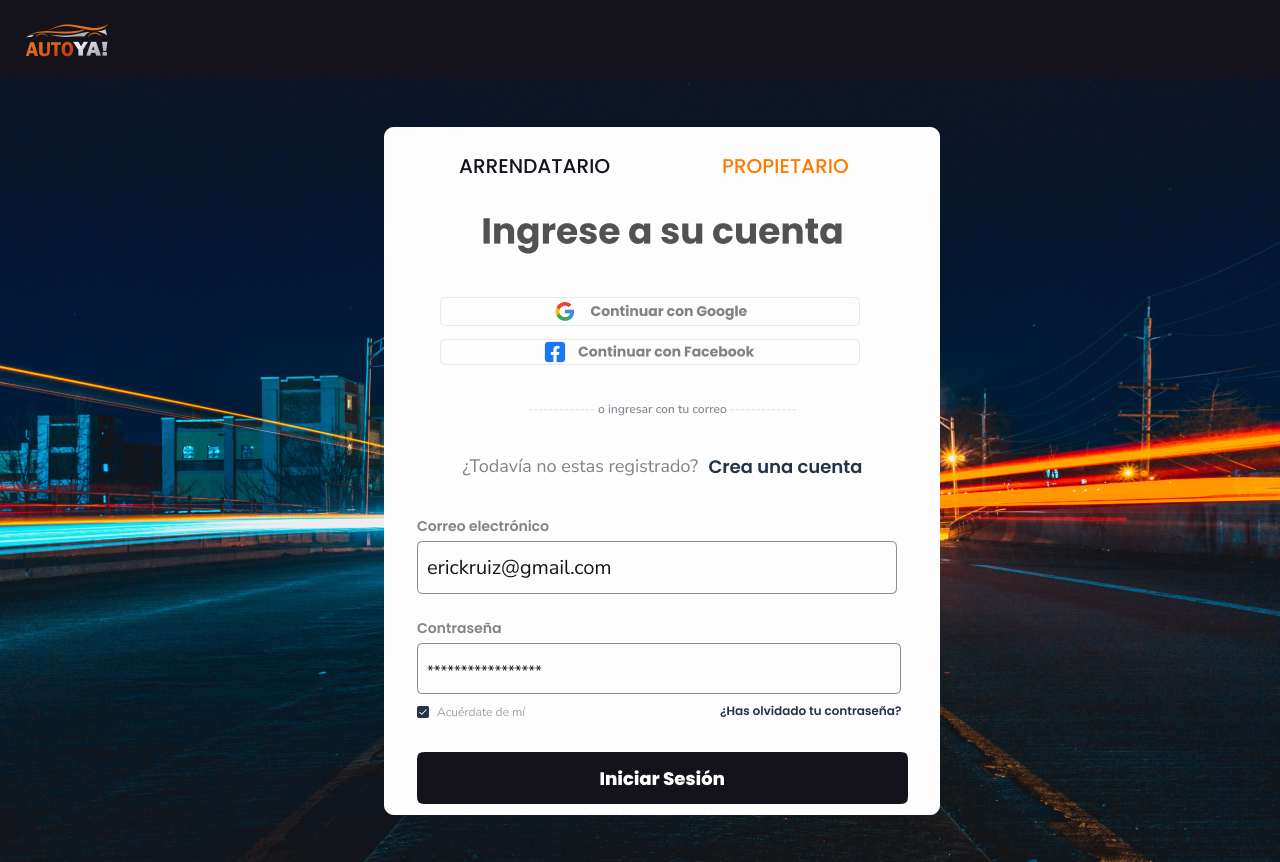 AUTOYA!
ARRENDATARIO PROPIETARIO
Ingrese a su cuenta
Continuar con Google
Continuar con Facebook
------------- o ingresar con tu correo -------------
¿Todavía no estas registrado? Crea una cuenta
Correo electrónico
erickruiz@gmail.com
Contraseña
*****************
Acuérdate de mí ¿Has olvidado tu contraseña?
Iniciar Sesión